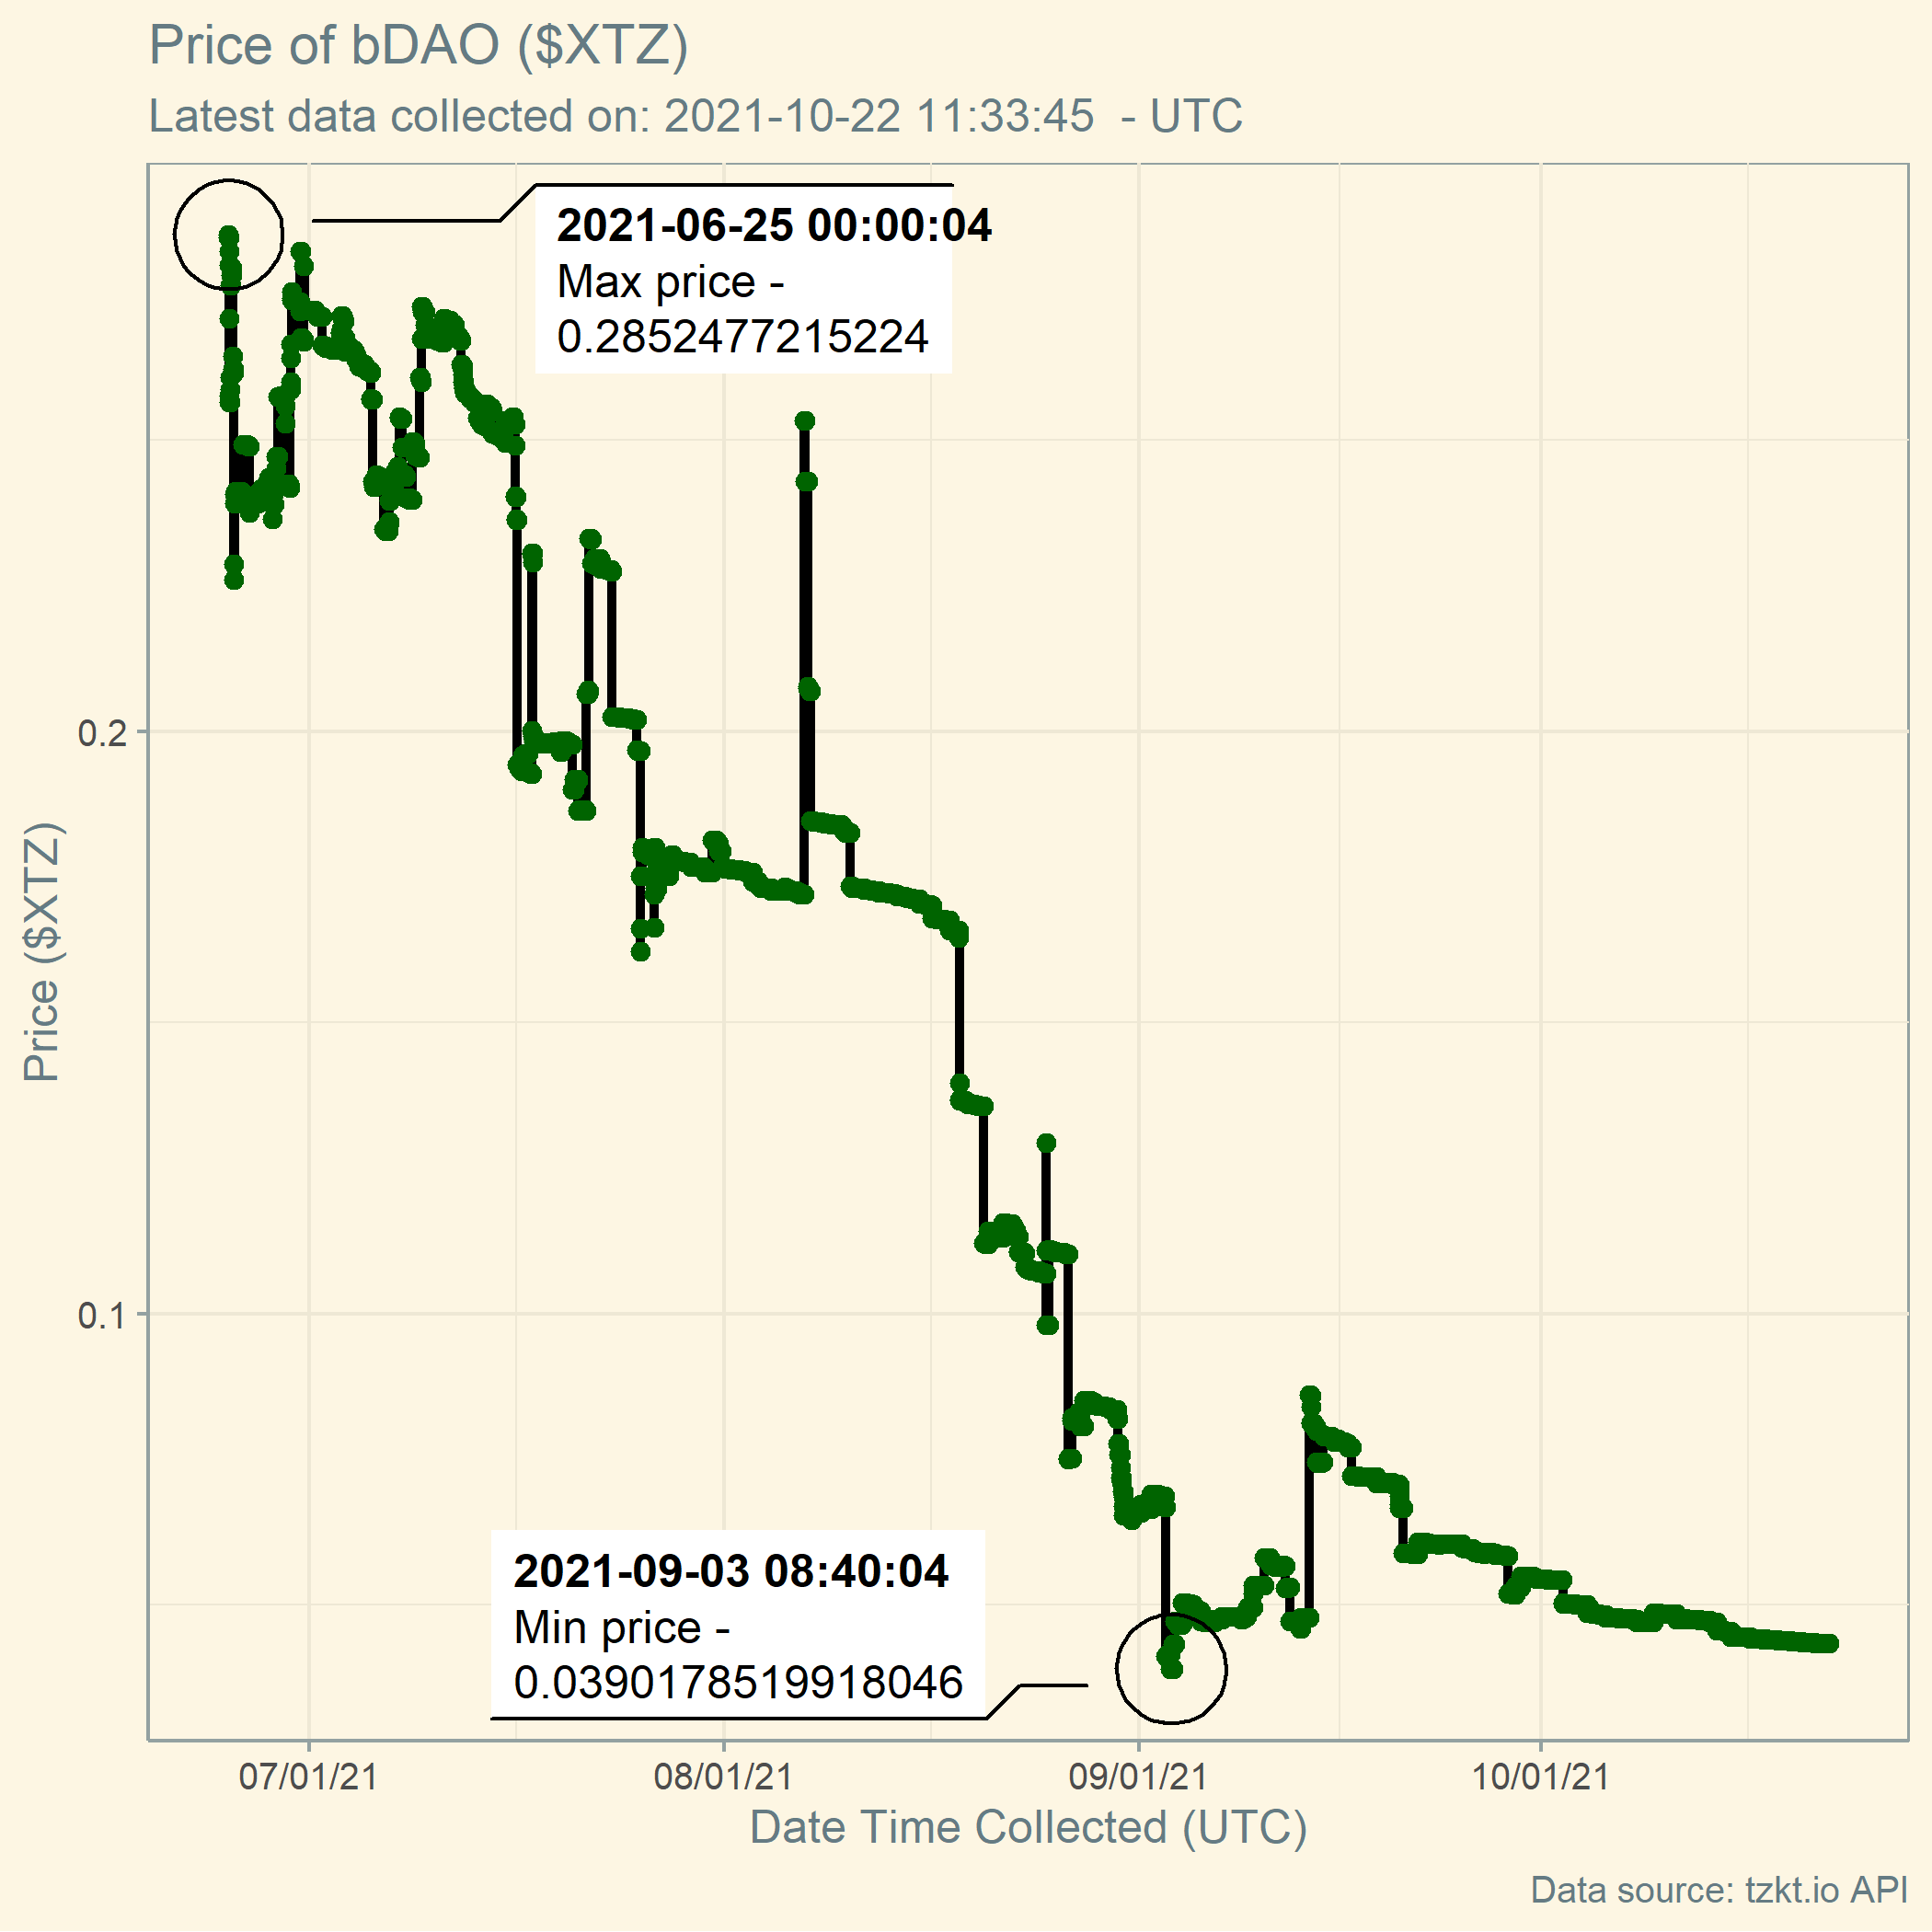 Price of bDAO ($XTZ)
Latest data collected on: 2021-10-22 11:33:45  - UTC
2021-06-25 00:00:04
Max price -
0.2852477215224
0.2
Price ($XTZ)
0.1
2021-09-03 08:40:04
Min price -
0.03901785199​18046
07/01/21
08/01/21
09/01/21
10/01/21
Date Time Collected (UTC)
Data source: tzkt.io API